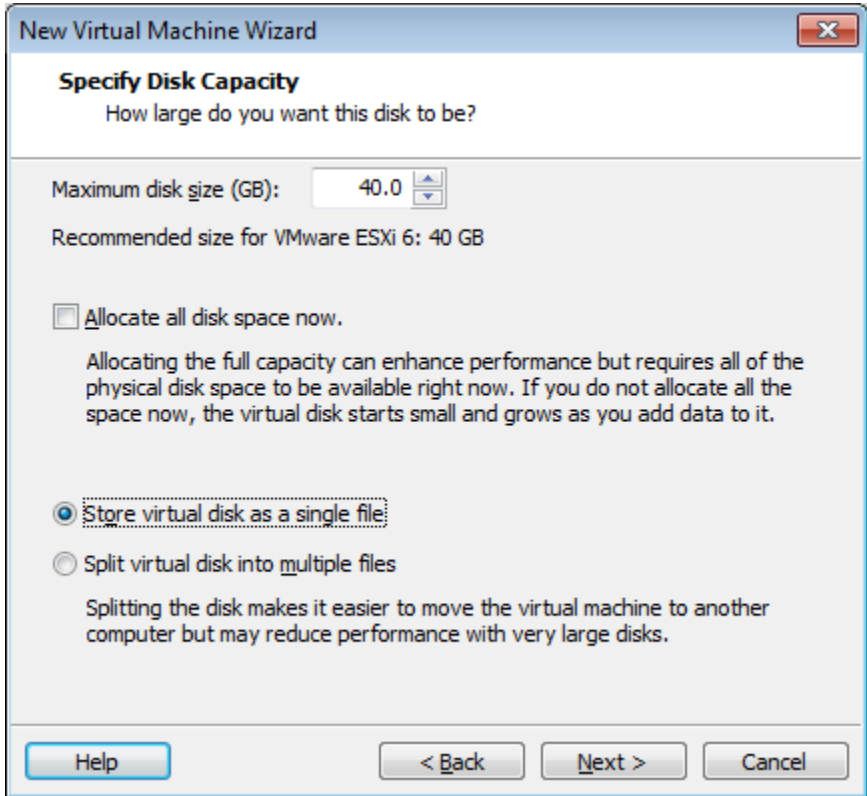 New Virtual Machine Wizard
Specify Disk Capacity
How large do you want this disk to be?
Maximum disk size (GB): 40.0
Recommended size for VMware ESXi 6: 40 GB
Allocate all disk space now.
Allocating the full capacity can enhance performance but requires all of the
physical disk space to be available right now. If you do not allocate all the
space now, the virtual disk starts small and grows as you add data to it.
Store virtual disk as a single file
Split virtual disk into multiple files
Splitting the disk makes it easier to move the virtual machine to another
computer but may reduce performance with very large disks.
Help < Back Next > Cancel